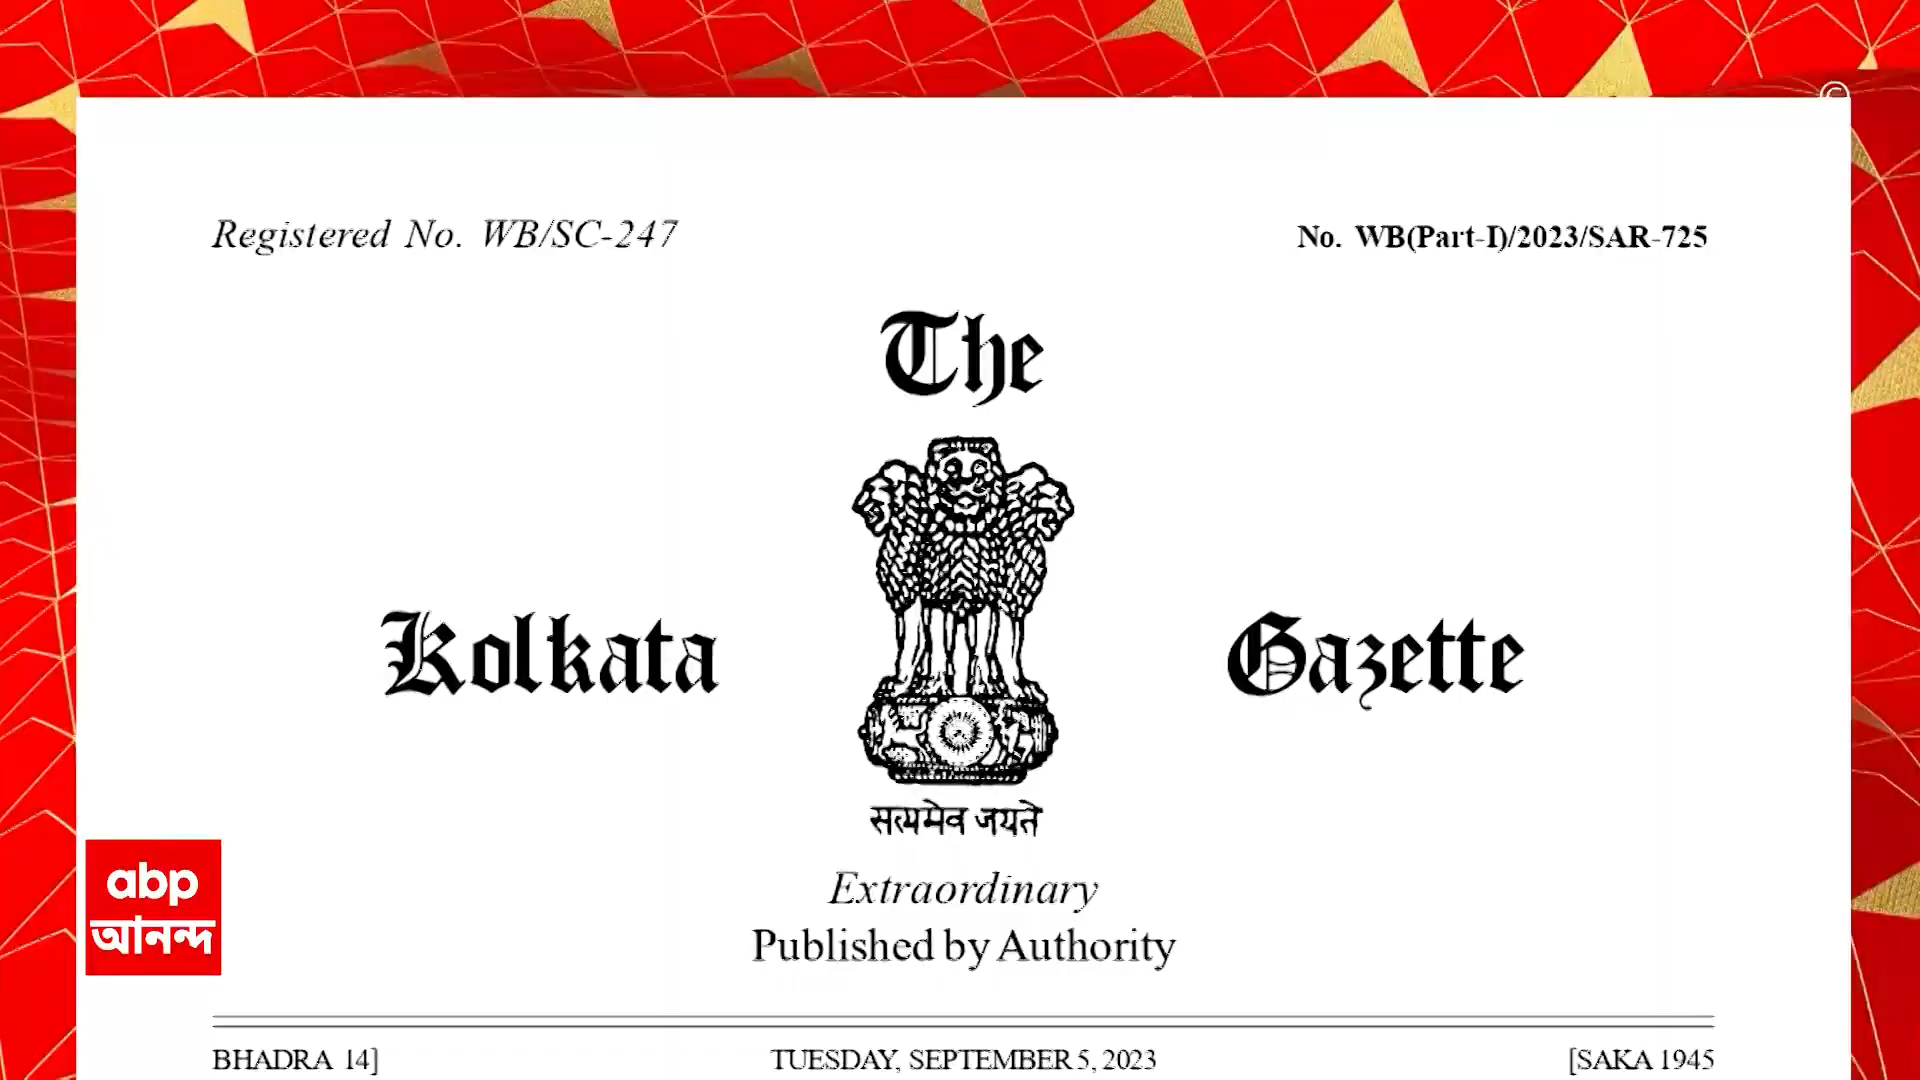 ©
Registered No. WB/SC-247
No. WB(Part-I)/2023/SAR-725
The
Kolkata
Gazette
सत्यमेव जयते
Extraordinary
Published by Authority
abp
আনন্দ
BHADRA 14]
TUESDAY, SEPTEMBER 5, 2023
[SAKA 1945